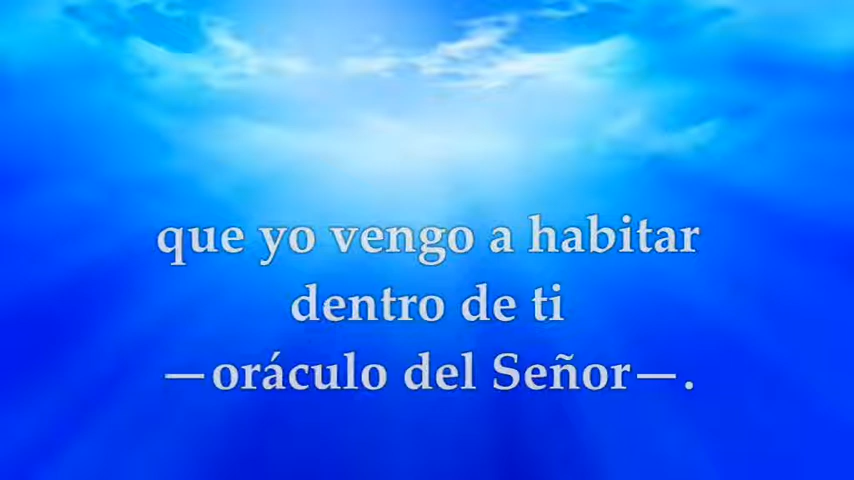 que yo vengo a habitar
dentro de ti
—oráculo del Señor—.